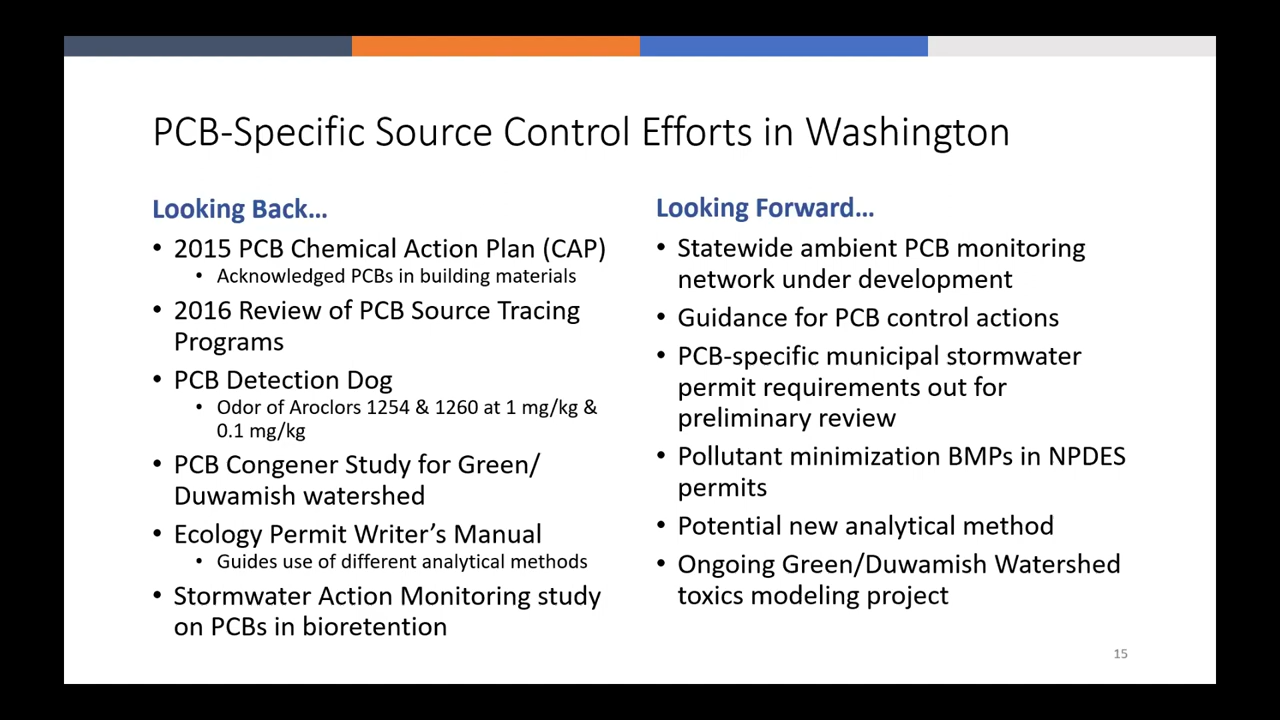 PCB-Specific Source Control Efforts in Washington
Looking Back...
• 2015 PCB Chemical Action Plan (CAP)
• Acknowledged PCBs in building materials
• 2016 Review of PCB Source Tracing
Programs
• PCB Detection Dog
• Odor of Aroclors 1254 & 1260 at 1 mg/kg &
0.1 mg/kg
• PCB Congener Study for Green/
Duwamish watershed
• Ecology Permit Writer’s Manual
• Guides use of different analytical methods
• Stormwater Action Monitoring study
on PCBs in bioretention
Looking Forward...
• Statewide ambient PCB monitoring
network under development
• Guidance for PCB control actions
• PCB-specific municipal stormwater
permit requirements out for
preliminary review
• Pollutant minimization BMPs in NPDES
permits
• Potential new analytical method
• Ongoing Green/Duwamish Watershed
toxics modeling project
15